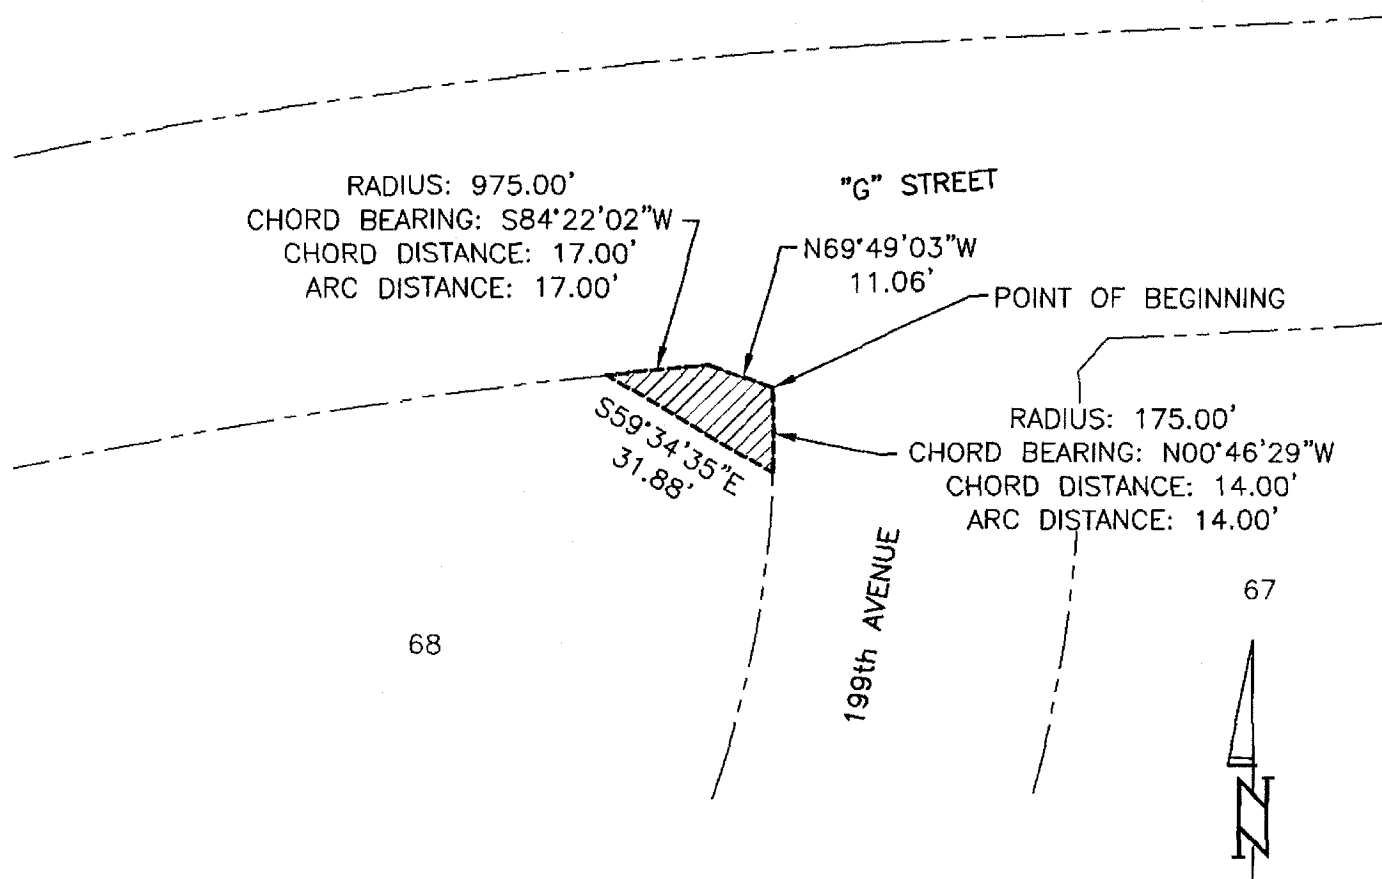 RADIUS: 975.00'
CHORD BEARING: S84°22'02"W
CHORD DISTANCE: 17.00'
ARC DISTANCE: 17.00'
"G" STREET
N69°49'03"W
11.06'
POINT OF BEGINNING
S59°34'35"E
31.88'
RADIUS: 175.00'
CHORD BEARING: N00°46'29"W
CHORD DISTANCE: 14.00'
ARC DISTANCE: 14.00'
199th AVENUE
67
68
N